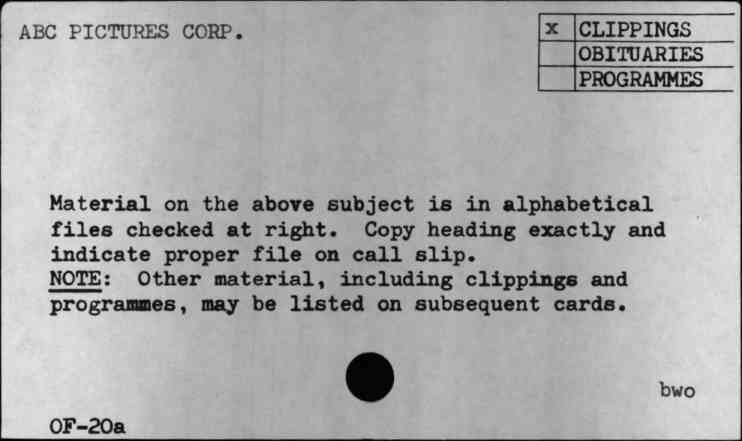 ABC PICTURES CORP.
x CLIPPINGS
OBITUARIES
PROGRAMMES
Material on the above subject is in alphabetical
files checked at right. Copy heading exactly and
indicate proper file on call slip.
NOTE: Other material, including clippings and
programmes, may be listed on subsequent cards.
bwo
OF-20a